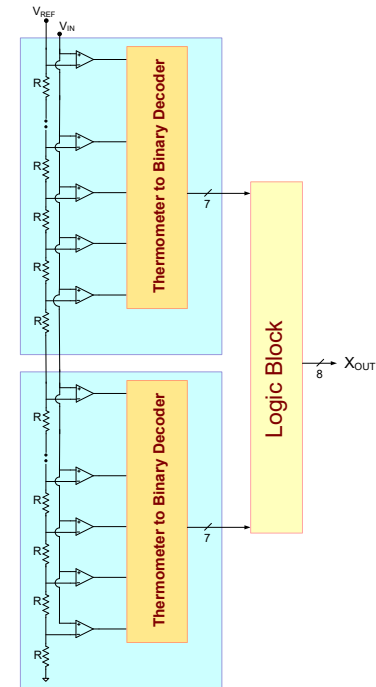 VREF
VIN
R
R
R
R
R
R
Thermometer to Binary Decoder
7
R
R
R
R
R
R
Thermometer to Binary Decoder
7
Logic Block
8
XOUT